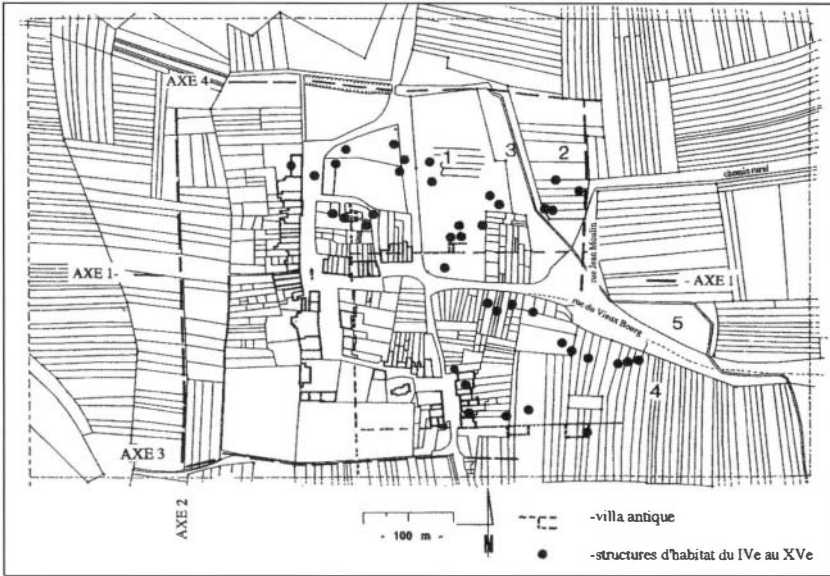 AXE 4
1
3
2
chemin rural
rue Jean Moulin
AXE 1-
- AXE 1
rue du Vieux Bourg
5
4
AXE 3
AXE 2
- 100 m -
N
-villa antique
-structures d'habitat du IVe au XVe